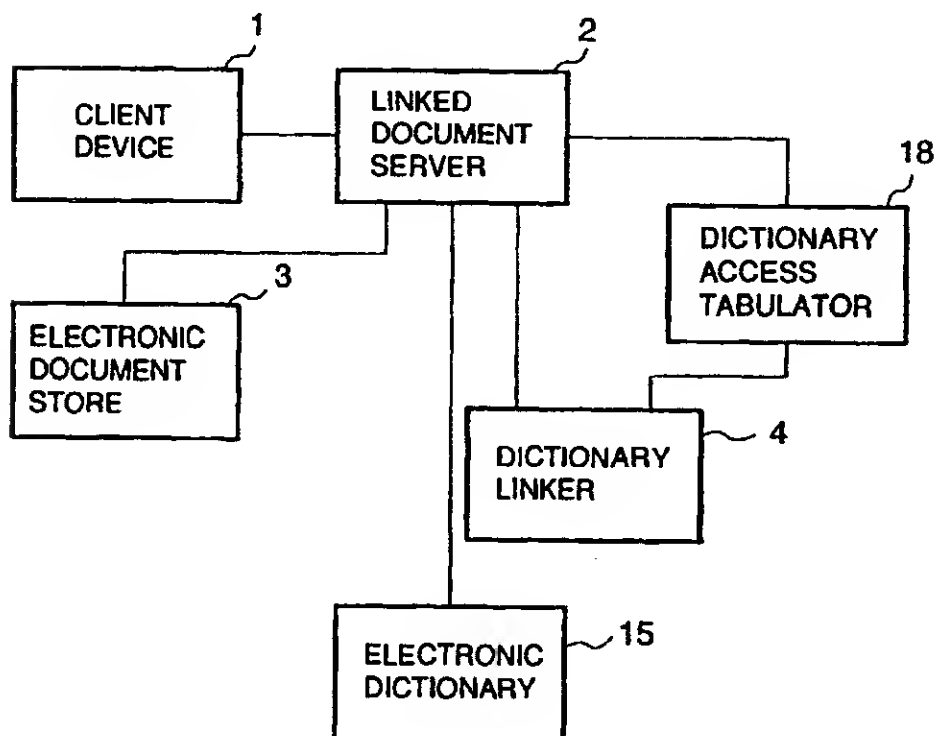 1
2
CLIENT
DEVICE
LINKED
DOCUMENT
SERVER
18
DICTIONARY
ACCESS
TABULATOR
3
ELECTRONIC
DOCUMENT
STORE
4
DICTIONARY
LINKER
15
ELECTRONIC
DICTIONARY